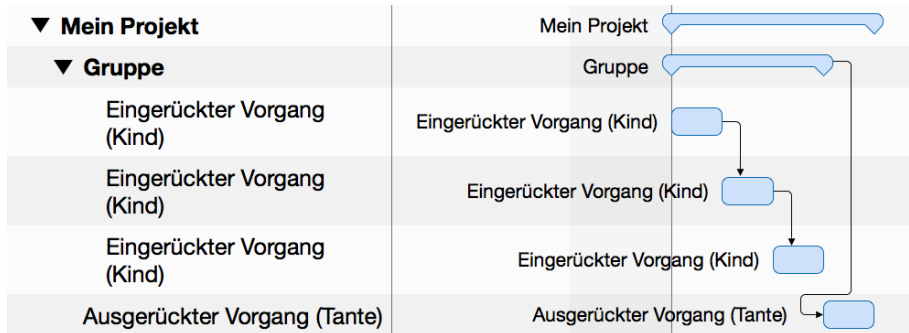 Mein Projekt
Mein Projekt
Gruppe
Gruppe
Eingerückter Vorgang
(Kind)
Eingerückter Vorgang (Kind)
Eingerückter Vorgang
(Kind)
Eingerückter Vorgang (Kind)
Eingerückter Vorgang
(Kind)
Eingerückter Vorgang (Kind)
Ausgerückter Vorgang (Tante)
Ausgerückter Vorgang (Tante)